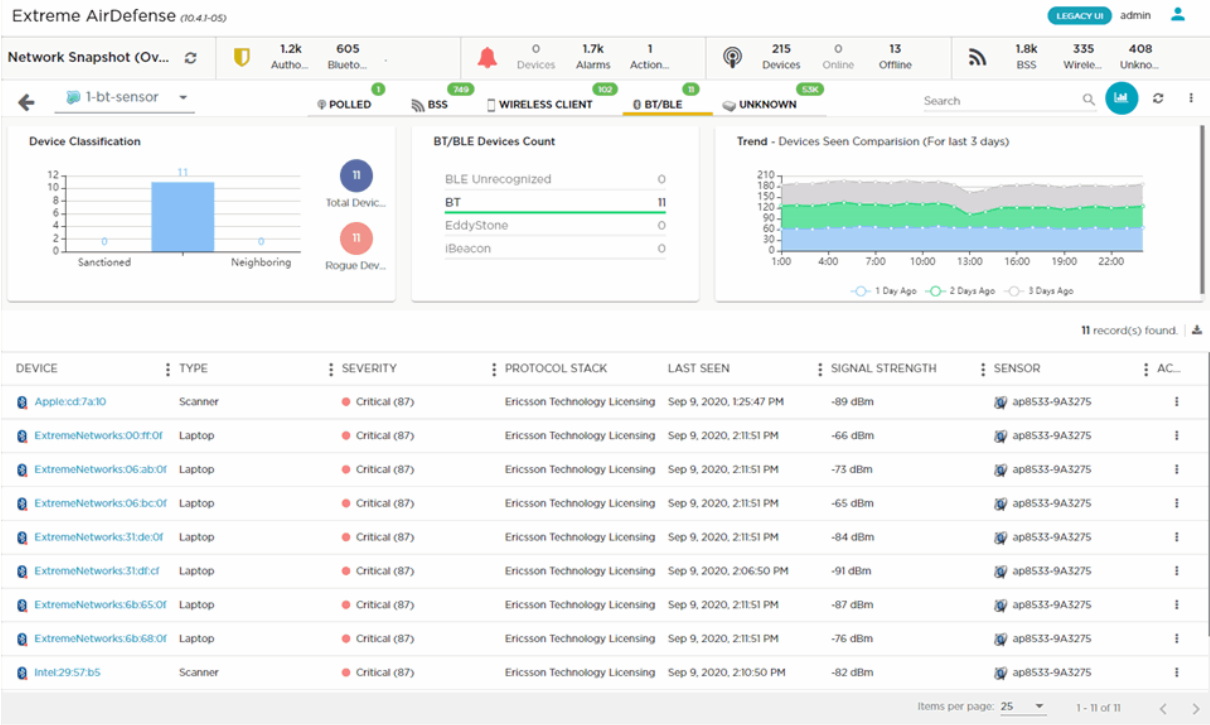 Extreme AirDefense (10.4.1-05) LEGACY UI admin
Network Snapshot (Ov... 1.2k 605 0 1.7k 1 215 0 13 1.8k 335 408
Autho... Blueto... Devices Alarms Action... Devices Online Offline BSS Wirele... Unkno...
1-bt-sensor POLLED 1 BSS 749 WIRELESS CLIENT 102 BT/BLE 11 UNKNOWN 53K Search
Device Classification
12
10
8
6
4
2
0
0 11 0
Sanctioned Neighboring
11
Total Devic...
11
Rogue Dev...
BT/BLE Devices Count
BLE Unrecognized 0
BT 11
EddyStone 0
iBeacon 0
Trend - Devices Seen Comparision (For last 3 days)
210
180
150
120
90
60
30
0
1:00 4:00 7:00 10:00 13:00 16:00 19:00 22:00
1 Day Ago 2 Days Ago 3 Days Ago
11 record(s) found.
DEVICE TYPE SEVERITY PROTOCOL STACK LAST SEEN SIGNAL STRENGTH SENSOR AC...
Apple:cd:7a:10 Scanner Critical (87) Ericsson Technology Licensing Sep 9, 2020, 1:25:47 PM -89 dBm ap8533-9A3275
ExtremeNetworks:00:ff:0f Laptop Critical (87) Ericsson Technology Licensing Sep 9, 2020, 2:11:51 PM -66 dBm ap8533-9A3275
ExtremeNetworks:06:ab:0f Laptop Critical (87) Ericsson Technology Licensing Sep 9, 2020, 2:11:51 PM -73 dBm ap8533-9A3275
ExtremeNetworks:06:bc:0f Laptop Critical (87) Ericsson Technology Licensing Sep 9, 2020, 2:11:51 PM -65 dBm ap8533-9A3275
ExtremeNetworks:31:de:0f Laptop Critical (87) Ericsson Technology Licensing Sep 9, 2020, 2:11:51 PM -84 dBm ap8533-9A3275
ExtremeNetworks:31:df:cf Laptop Critical (87) Ericsson Technology Licensing Sep 9, 2020, 2:06:50 PM -91 dBm ap8533-9A3275
ExtremeNetworks:6b:65:0f Laptop Critical (87) Ericsson Technology Licensing Sep 9, 2020, 2:11:51 PM -87 dBm ap8533-9A3275
ExtremeNetworks:6b:68:0f Laptop Critical (87) Ericsson Technology Licensing Sep 9, 2020, 2:11:51 PM -76 dBm ap8533-9A3275
Intel:29:57:b5 Scanner Critical (87) Ericsson Technology Licensing Sep 9, 2020, 2:10:50 PM -82 dBm ap8533-9A3275
Items per page: 25 1 - 11 of 11